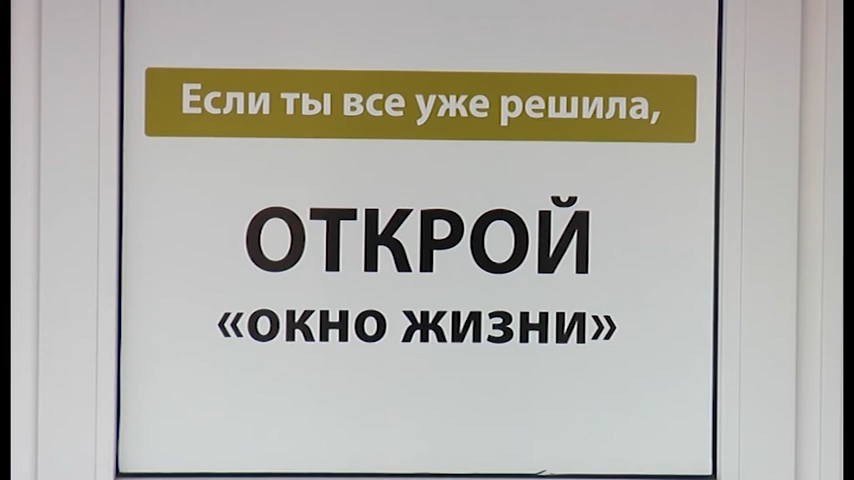 Если ты все уже решила,
ОТКРОЙ
«окно жизни»